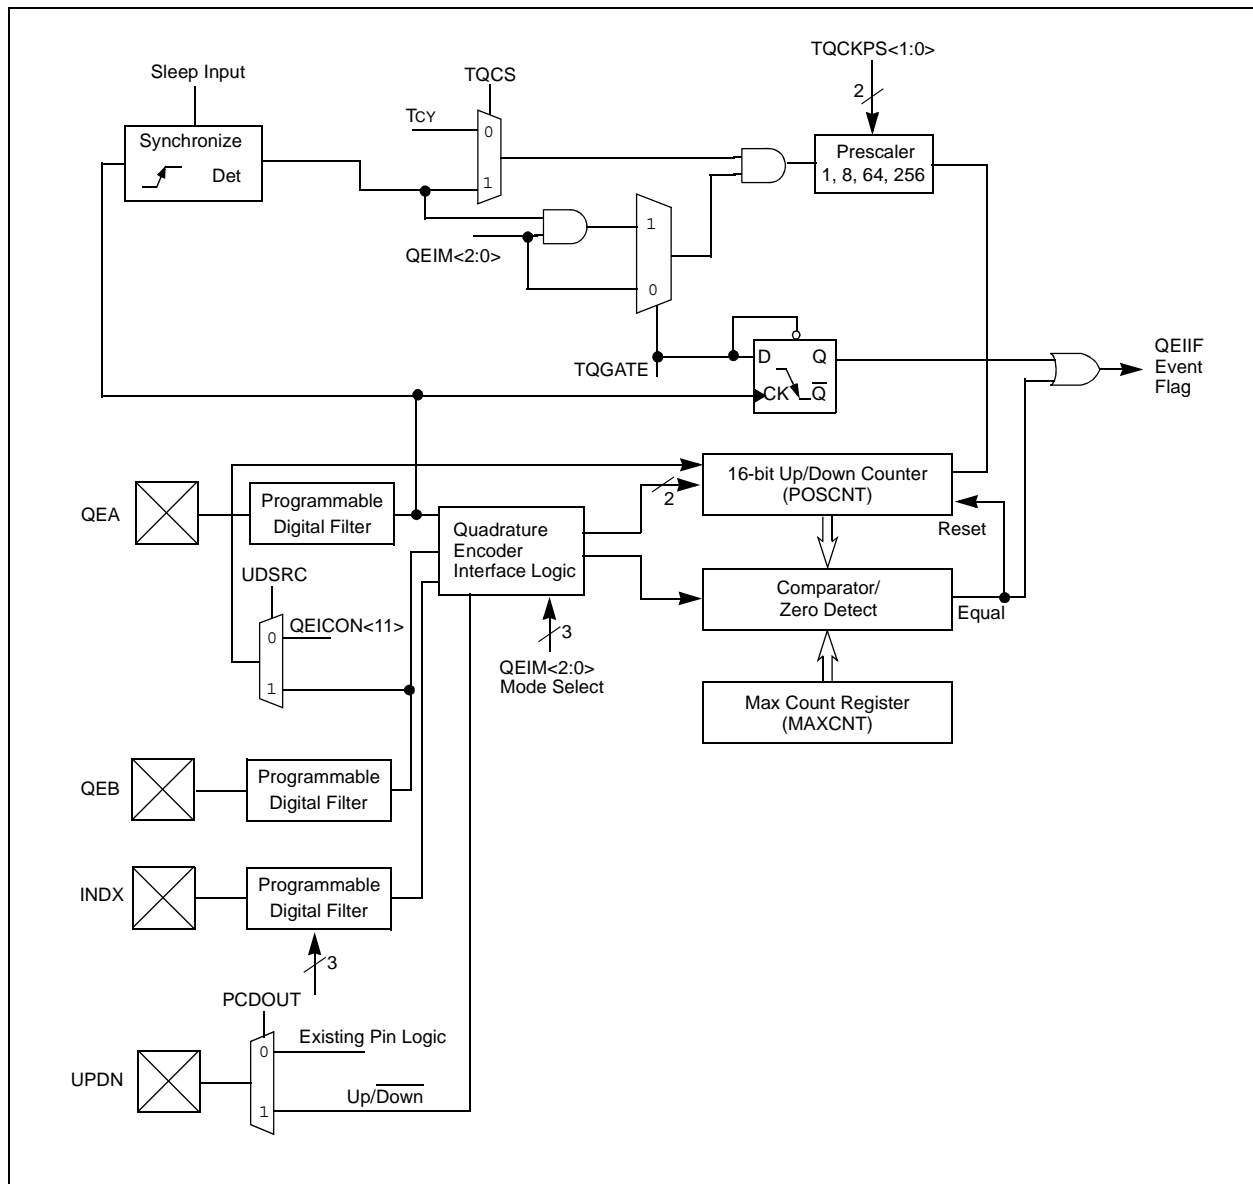 TQCKPS<1:0>
Sleep Input
TQCS
2
TCY
0
Synchronize
Det
1
Prescaler
1, 8, 64, 256
1
QEIM<2:0>
0
TQGATE
D Q
CK Q
QEIIF
Event
Flag
16-bit Up/Down Counter
(POSCNT)
2
Programmable
Digital Filter
QEA
Quadrature
Encoder
Interface Logic
Reset
UDSRC
Comparator/
Zero Detect
Equal
0
QEICON<11>
3
QEIM<2:0>
Mode Select
1
Max Count Register
(MAXCNT)
QEB
Programmable
Digital Filter
INDX
Programmable
Digital Filter
3
PCDOUT
Existing Pin Logic
0
UPDN
Up/Down
1